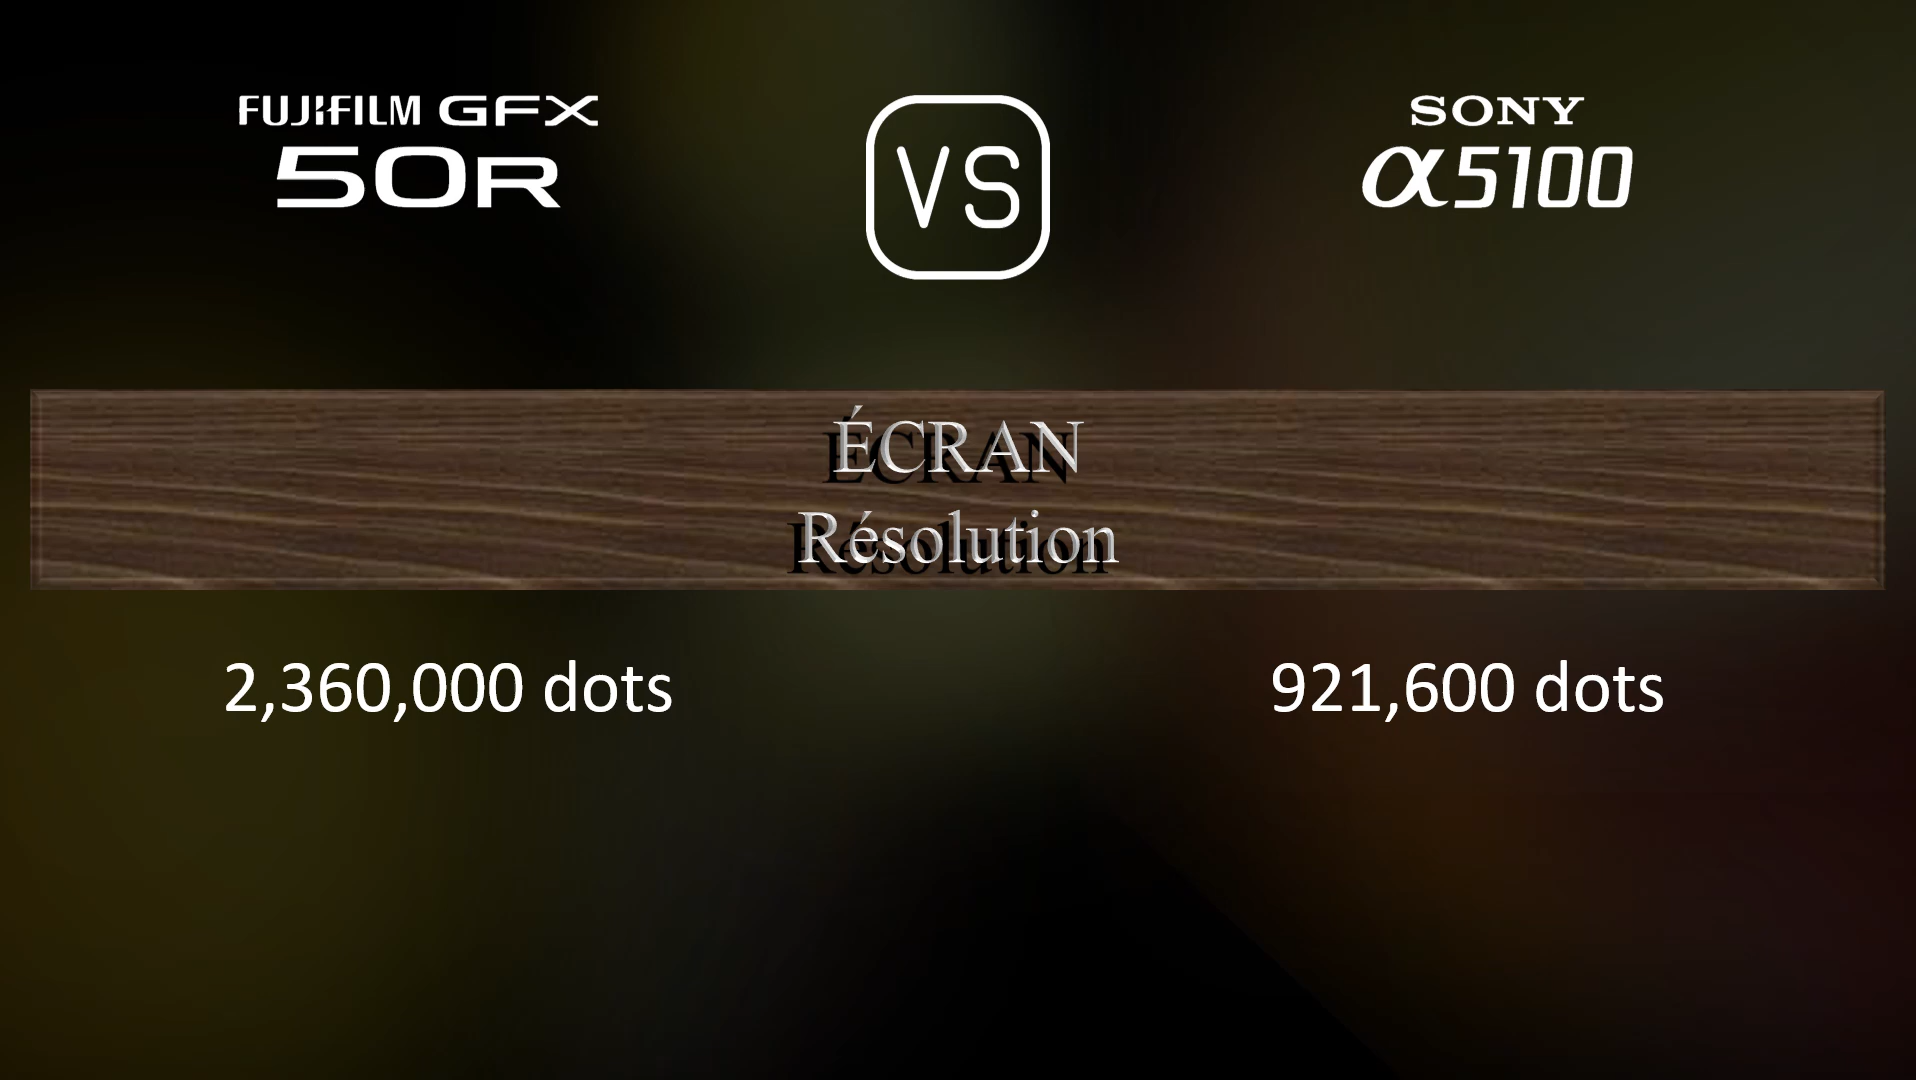 FUJIFILM GFX
50R
VS
SONY
α5100
ÉCRAN
Résolution
2,360,000 dots
921,600 dots